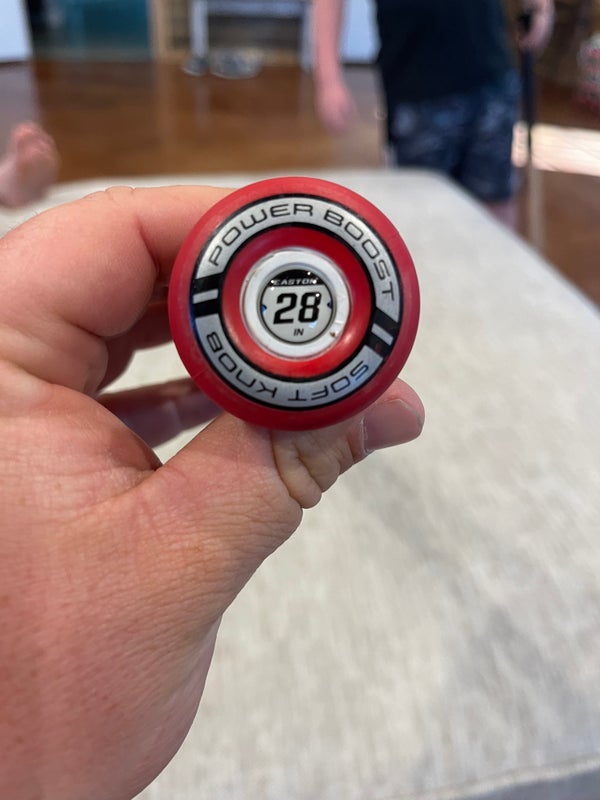 POWER BOOST
EASTON
28
IN
SOFT KNOB